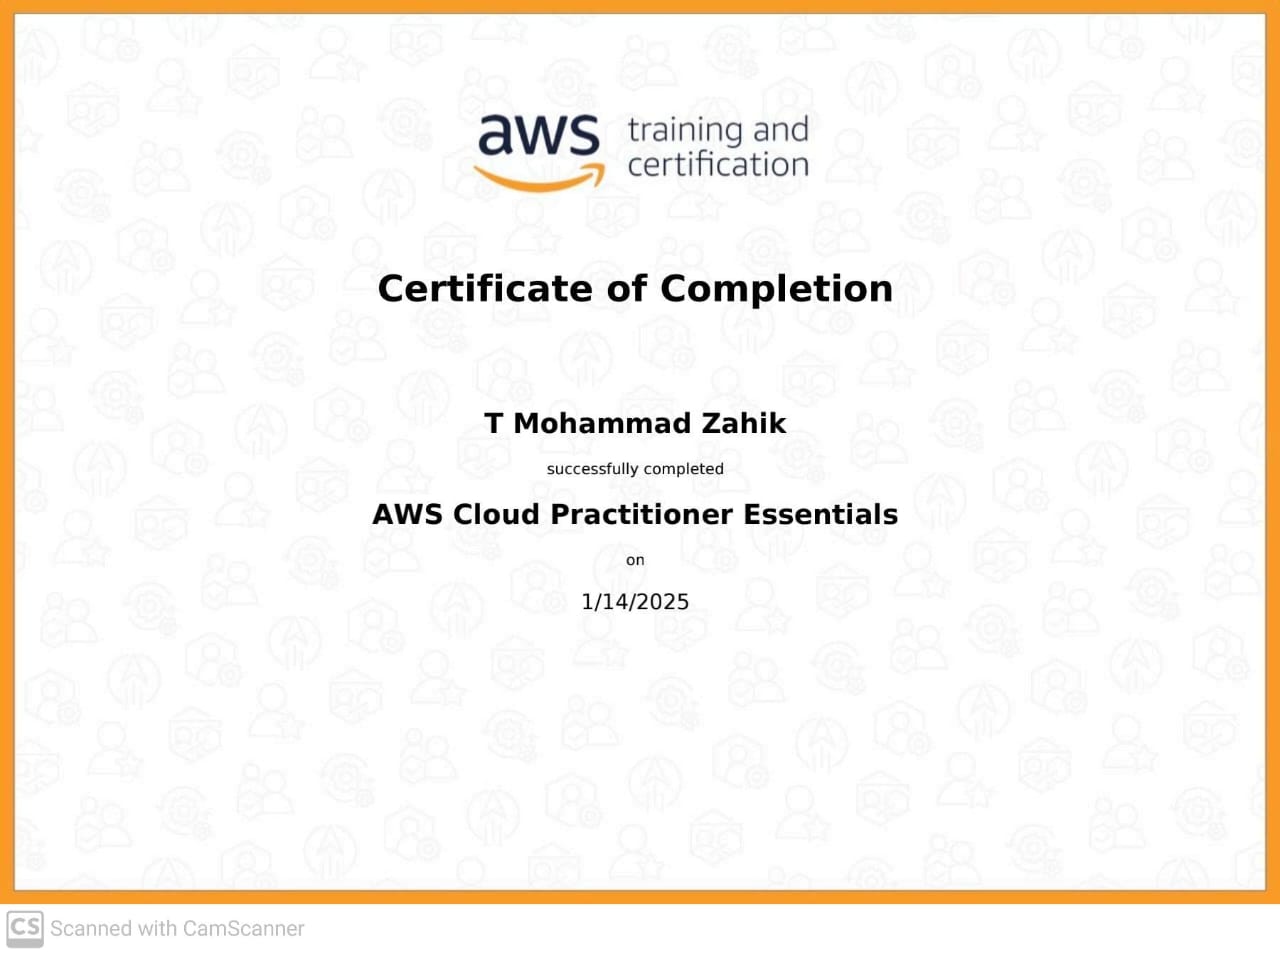 aws training and
certification
Certificate of Completion
T Mohammad Zahik
successfully completed
AWS Cloud Practitioner Essentials
on
1/14/2025
CS Scanned with CamScanner